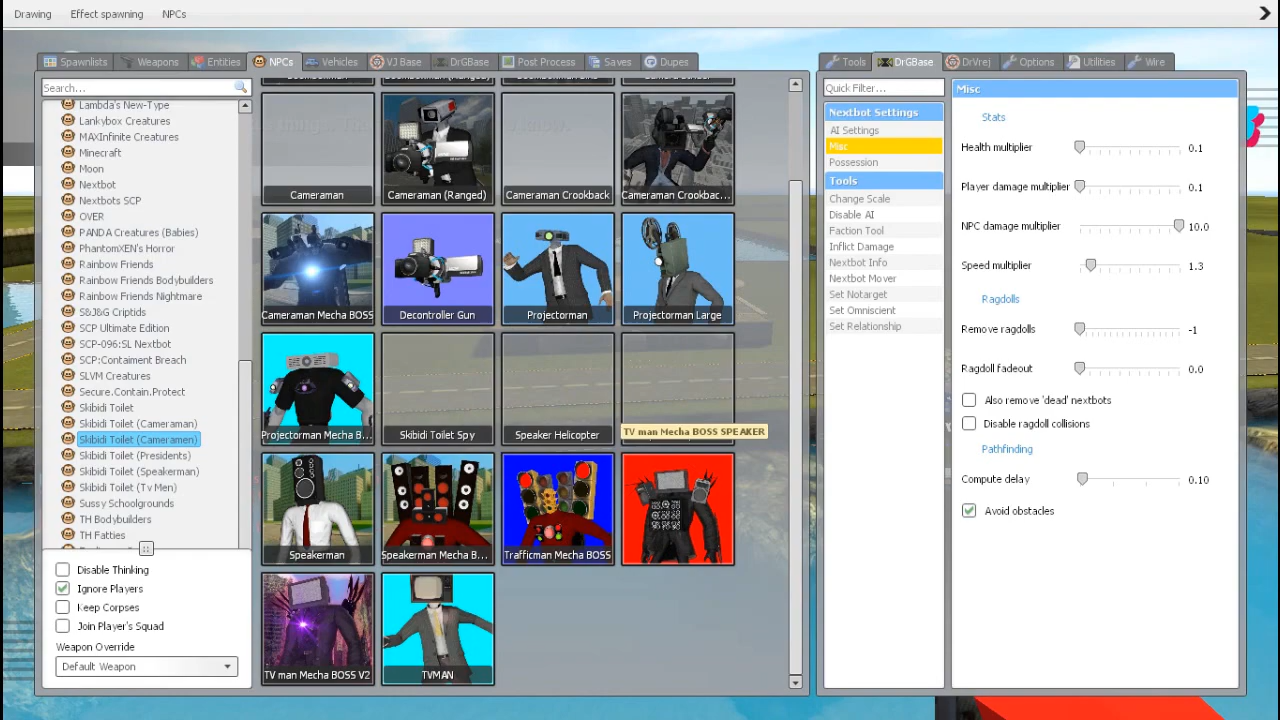 Drawing Effect spawning NPCs
Spawnlists Weapons Entities NPCs Vehicles VJ Base DrGBase Post Process Saves Dupes
Search...
Lambda's New-Type
Lankybox Creatures
MAXInfinite Creatures
Minecraft
Moon
Nextbot
Nextbots SCP
OVER
PANDA Creatures (Babies)
PhantomXEN's Horror
Rainbow Friends
Rainbow Friends Bodybuilders
Rainbow Friends Nightmare
S&J&G Criptids
SCP Ultimate Edition
SCP-096:SL Nextbot
SCP:Contaiment Breach
SLVM Creatures
Secure.Contain.Protect
Skibidi Toilet
Skibidi Toilet (Cameraman)
Skibidi Toilet (Cameramen)
Skibidi Toilet (Presidents)
Skibidi Toilet (Speakerman)
Skibidi Toilet (Tv Men)
Sussy Schoolgrounds
TH Bodybuilders
TH Fatties
Disable Thinking
Ignore Players
Keep Corpses
Join Player's Squad
Weapon Override
Default Weapon
Cameraman Cameraman (Ranged) Cameraman Crookback Cameraman Crookbac...
Cameraman Mecha BOSS Decontroller Gun Projectorman Projectorman Large
Projectorman Mecha B... Skibidi Toilet Spy Speaker Helicopter
TV man Mecha BOSS SPEAKER
Speakerman Speakerman Mecha B... Trafficman Mecha BOSS
TV man Mecha BOSS V2 TVMAN
Tools DrGBase DrVrej Options Utilities Wire
Quick Filter...
Nextbot Settings
AI Settings
Misc
Possession
Tools
Change Scale
Disable AI
Faction Tool
Inflict Damage
Nextbot Info
Nextbot Mover
Set Notarget
Set Omniscient
Set Relationship
Misc
Stats
Health multiplier 0.1
Player damage multiplier 0.1
NPC damage multiplier 10.0
Speed multiplier 1.3
Ragdolls
Remove ragdolls -1
Ragdoll fadeout 0.0
Also remove 'dead' nextbots
Disable ragdoll collisions
Pathfinding
Compute delay 0.10
Avoid obstacles